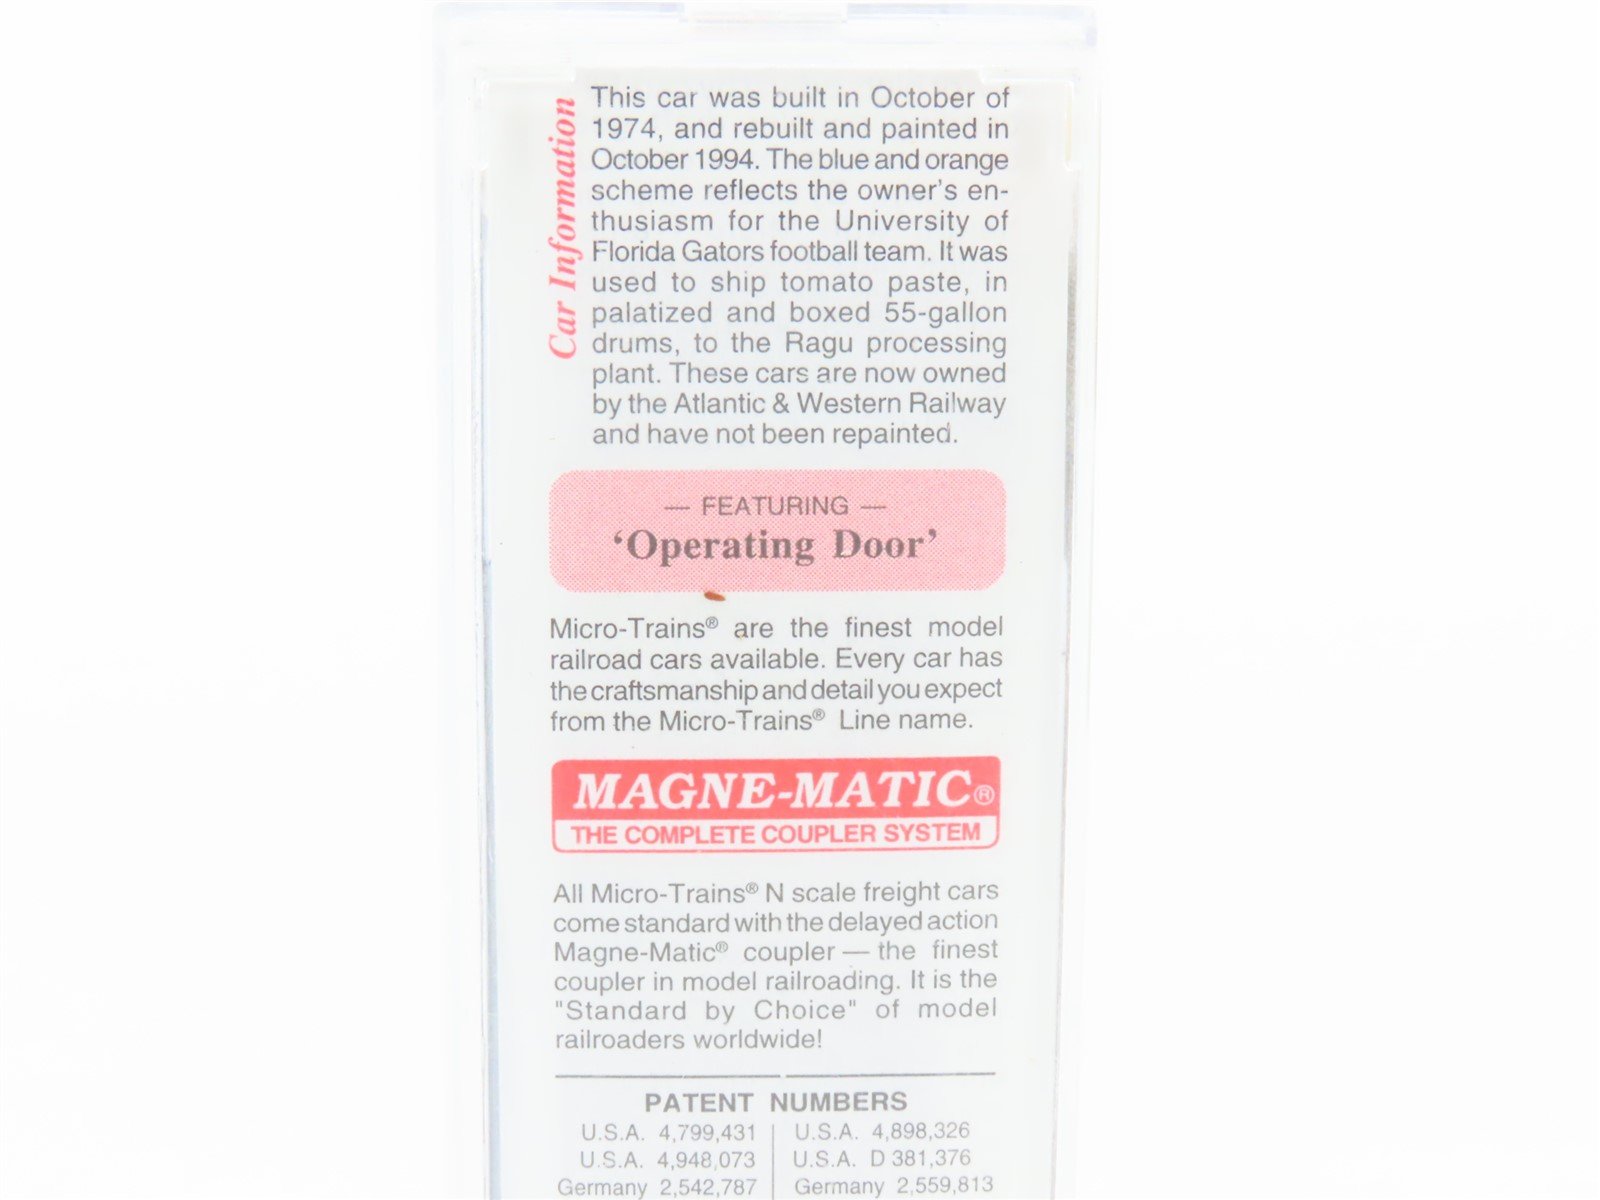 Car Information
This car was built in October of
1974, and rebuilt and painted in
October 1994. The blue and orange
scheme reflects the owner's en-
thusiasm for the University of
Florida Gators football team. It was
used to ship tomato paste, in
palatized and boxed 55-gallon
drums, to the Ragu processing
plant. These cars are now owned
by the Atlantic & Western Railway
and have not been repainted.
— FEATURING —
‘Operating Door’
Micro-Trains® are the finest model
railroad cars available. Every car has
the craftsmanship and detail you expect
from the Micro-Trains® Line name.
MAGNE-MATIC®
THE COMPLETE COUPLER SYSTEM
All Micro-Trains® N scale freight cars
come standard with the delayed action
Magne-Matic® coupler — the finest
coupler in model railroading. It is the
"Standard by Choice" of model
railroaders worldwide!
PATENT NUMBERS
U.S.A. 4,799,431 | U.S.A. 4,898,326
U.S.A. 4,948,073 | U.S.A. D 381,376
Germany 2,542,787 | Germany 2,559,813